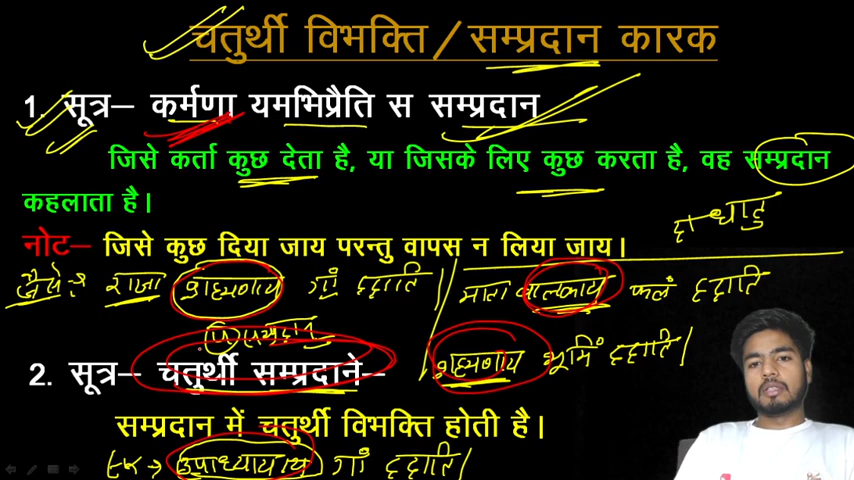 चतुर्थी विभक्ति/सम्प्रदान कारक
1. सूत्र– कर्मणा यमभिप्रैति स सम्प्रदान
जिसे कर्ता कुछ देता है, या जिसके लिए कुछ करता है, वह सम्प्रदान
कहलाता है।
दा धातु
नोट– जिसे कुछ दिया जाय परन्तु वापस न लिया जाय।
जैसे :- राजा ब्राह्मणाय गां ददाति ॥ माता बालकाय फलं ददाति
ब्राह्मणाय भूमिं ददाति।
2. सूत्र– चतुर्थी सम्प्रदाने–
सम्प्रदान में चतुर्थी विभक्ति होती है।
उपाध्यायाय गां ददाति।